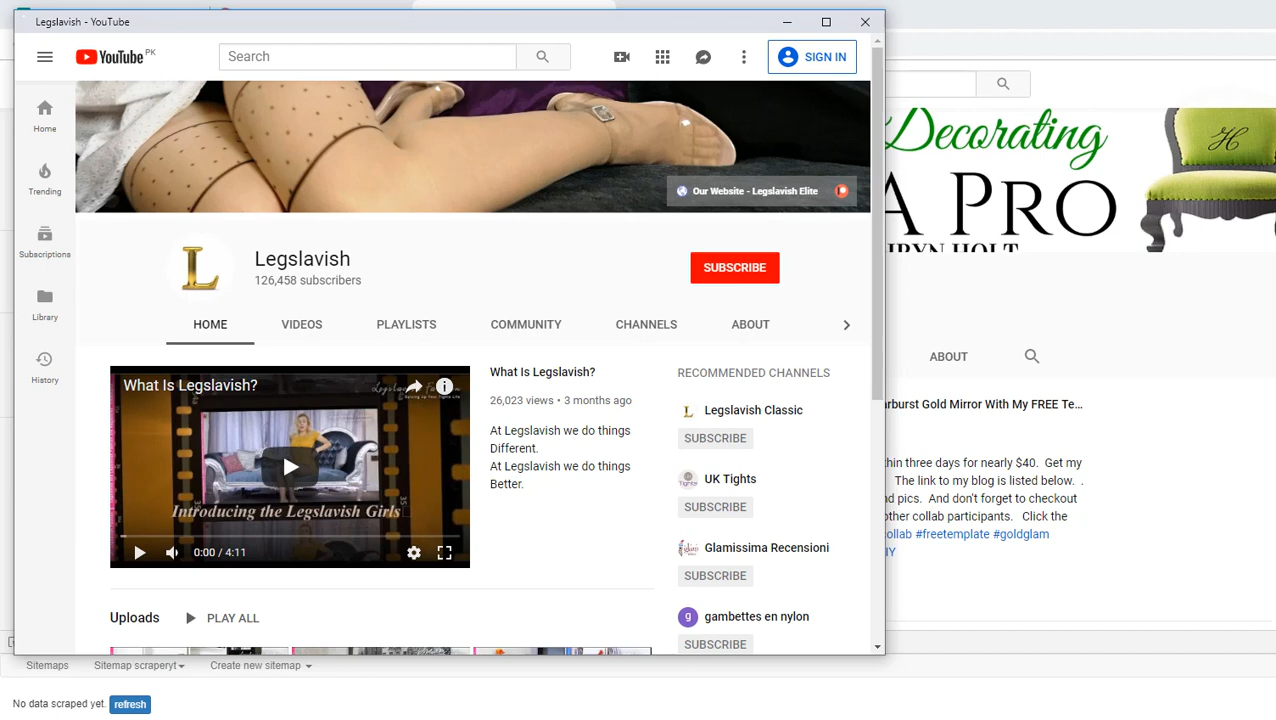 Legslavish - YouTube
YouTube PK
Search
SIGN IN
Home
Trending
Subscriptions
Library
History
Our Website - Legslavish Elite
L
Legslavish
126,458 subscribers
SUBSCRIBE
HOME VIDEOS PLAYLISTS COMMUNITY CHANNELS ABOUT
What Is Legslavish?
Introducing the Legslavish Girls
0:00 / 4:11
What Is Legslavish?
26,023 views • 3 months ago
At Legslavish we do things
Different.
At Legslavish we do things
Better.
RECOMMENDED CHANNELS
Legslavish Classic
SUBSCRIBE
UK Tights
SUBSCRIBE
Glamissima Recensioni
SUBSCRIBE
g gambettes en nylon
SUBSCRIBE
Uploads PLAY ALL
Decorating
H
A PRO
RYN HOLT
ABOUT
rburst Gold Mirror With My FREE Te...
thin three days for nearly $40. Get my
The link to my blog is listed below. .
nd pics. And don't forget to checkout
other collab participants. Click the
ollab #freetemplate #goldglam
IY
Sitemaps Sitemap scraperyt Create new sitemap
No data scraped yet. refresh